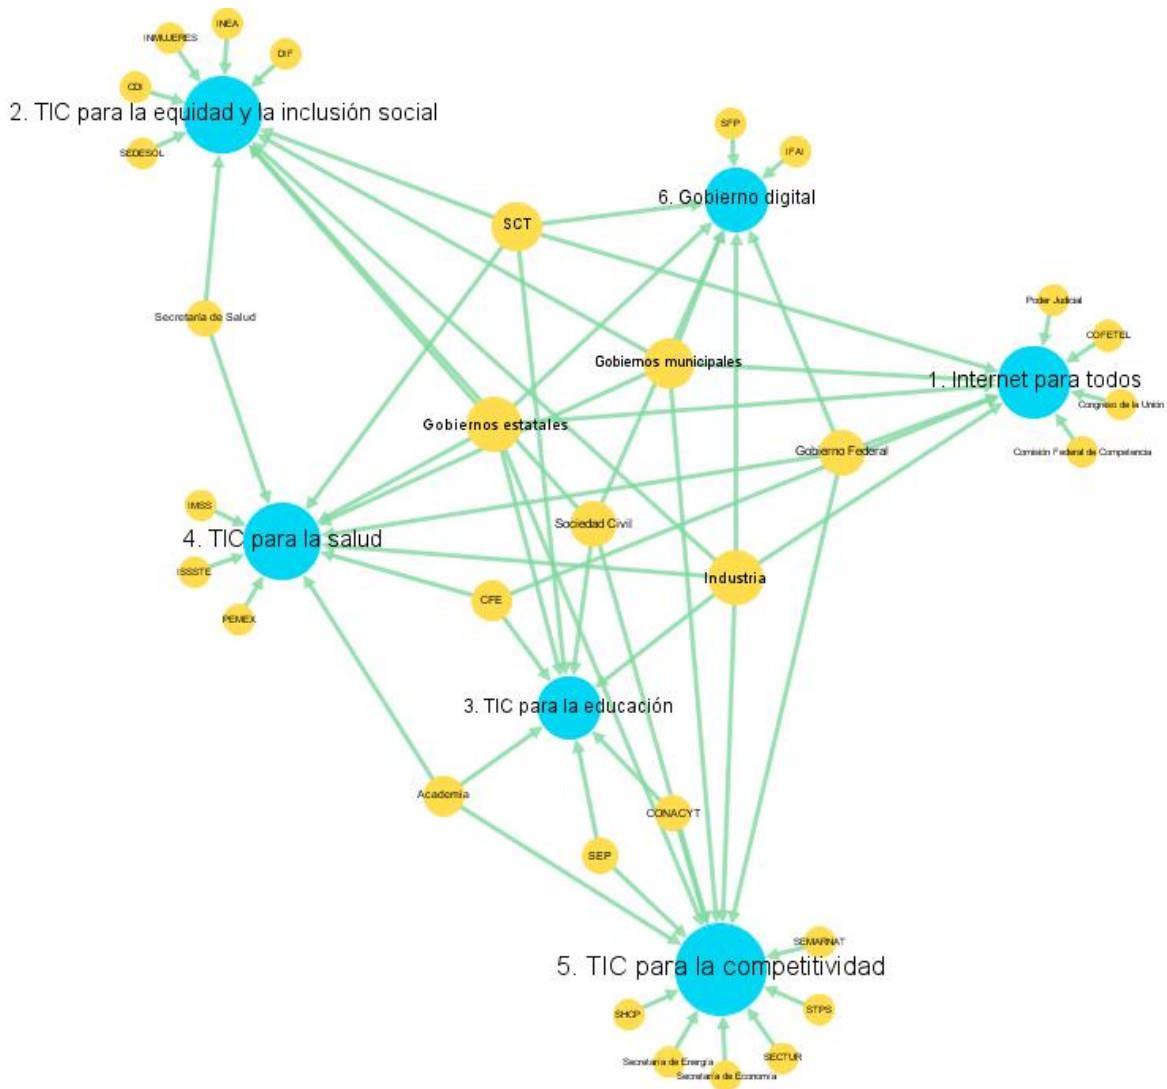 INEA
INMUJERES
DIF
CDI
2. TIC para la equidad y la inclusión social
SEDESOL
SFP
IFAI
6. Gobierno digital
SCT
Poder Judicial
Secretaría de Salud
COFETEL
Gobiernos municipales
1. Internet para todos
Congreso de la Unión
Gobiernos estatales
Gobierno Federal
Comisión Federal de Competencia
IMSS
Sociedad Civil
4. TIC para la salud
ISSSTE
Industria
CFE
PEMEX
3. TIC para la educación
Academia
CONACYT
SEP
SEMARNAT
5. TIC para la competitividad
SHCP
STPS
Secretaría de Energía
SECTUR
Secretaría de Economía